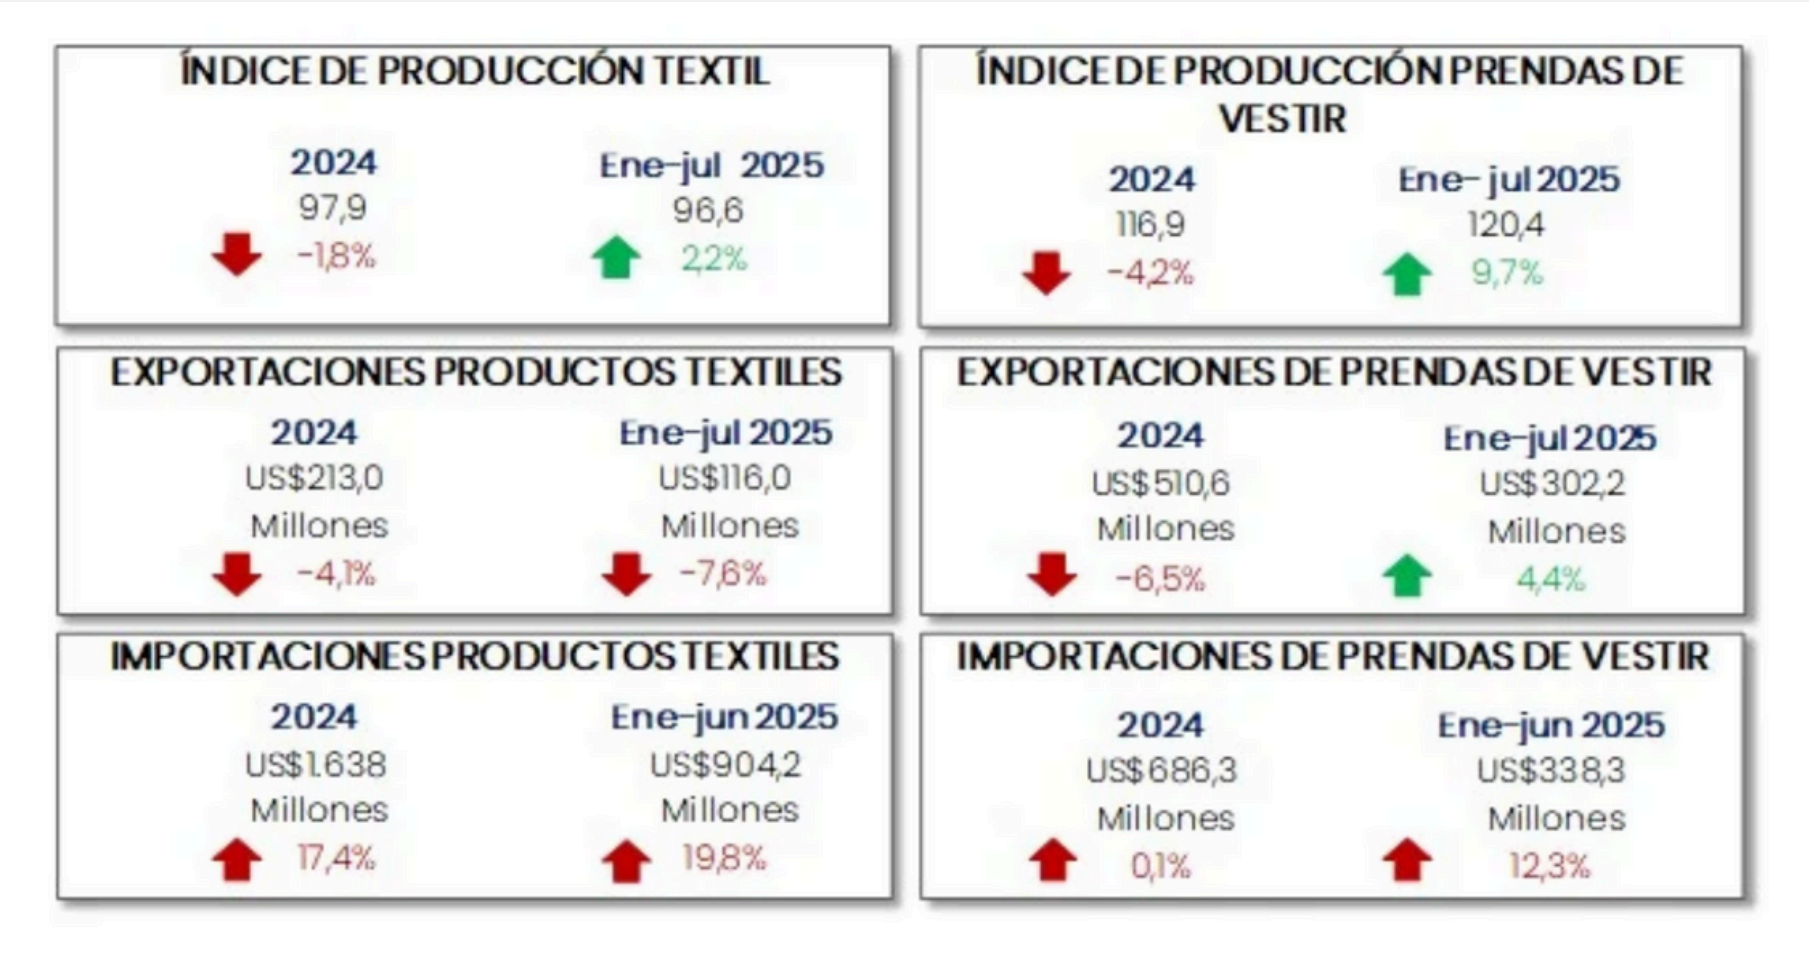 ÍNDICE DE PRODUCCIÓN TEXTIL
2024
97,9
-1,8%
Ene-jul 2025
96,6
2,2%
ÍNDICE DE PRODUCCIÓN PRENDAS DE
VESTIR
2024
116,9
-4,2%
Ene-jul 2025
120,4
9,7%
EXPORTACIONES PRODUCTOS TEXTILES
2024
US$213,0
Millones
-4,1%
Ene-jul 2025
US$116,0
Millones
-7,6%
EXPORTACIONES DE PRENDAS DE VESTIR
2024
US$510,6
Millones
-6,5%
Ene-jul 2025
US$302,2
Millones
4,4%
IMPORTACIONES PRODUCTOS TEXTILES
2024
US$1.638
Millones
17,4%
Ene-jun 2025
US$904,2
Millones
19,8%
IMPORTACIONES DE PRENDAS DE VESTIR
2024
US$686,3
Millones
0,1%
Ene-jun 2025
US$338,3
Millones
12,3%